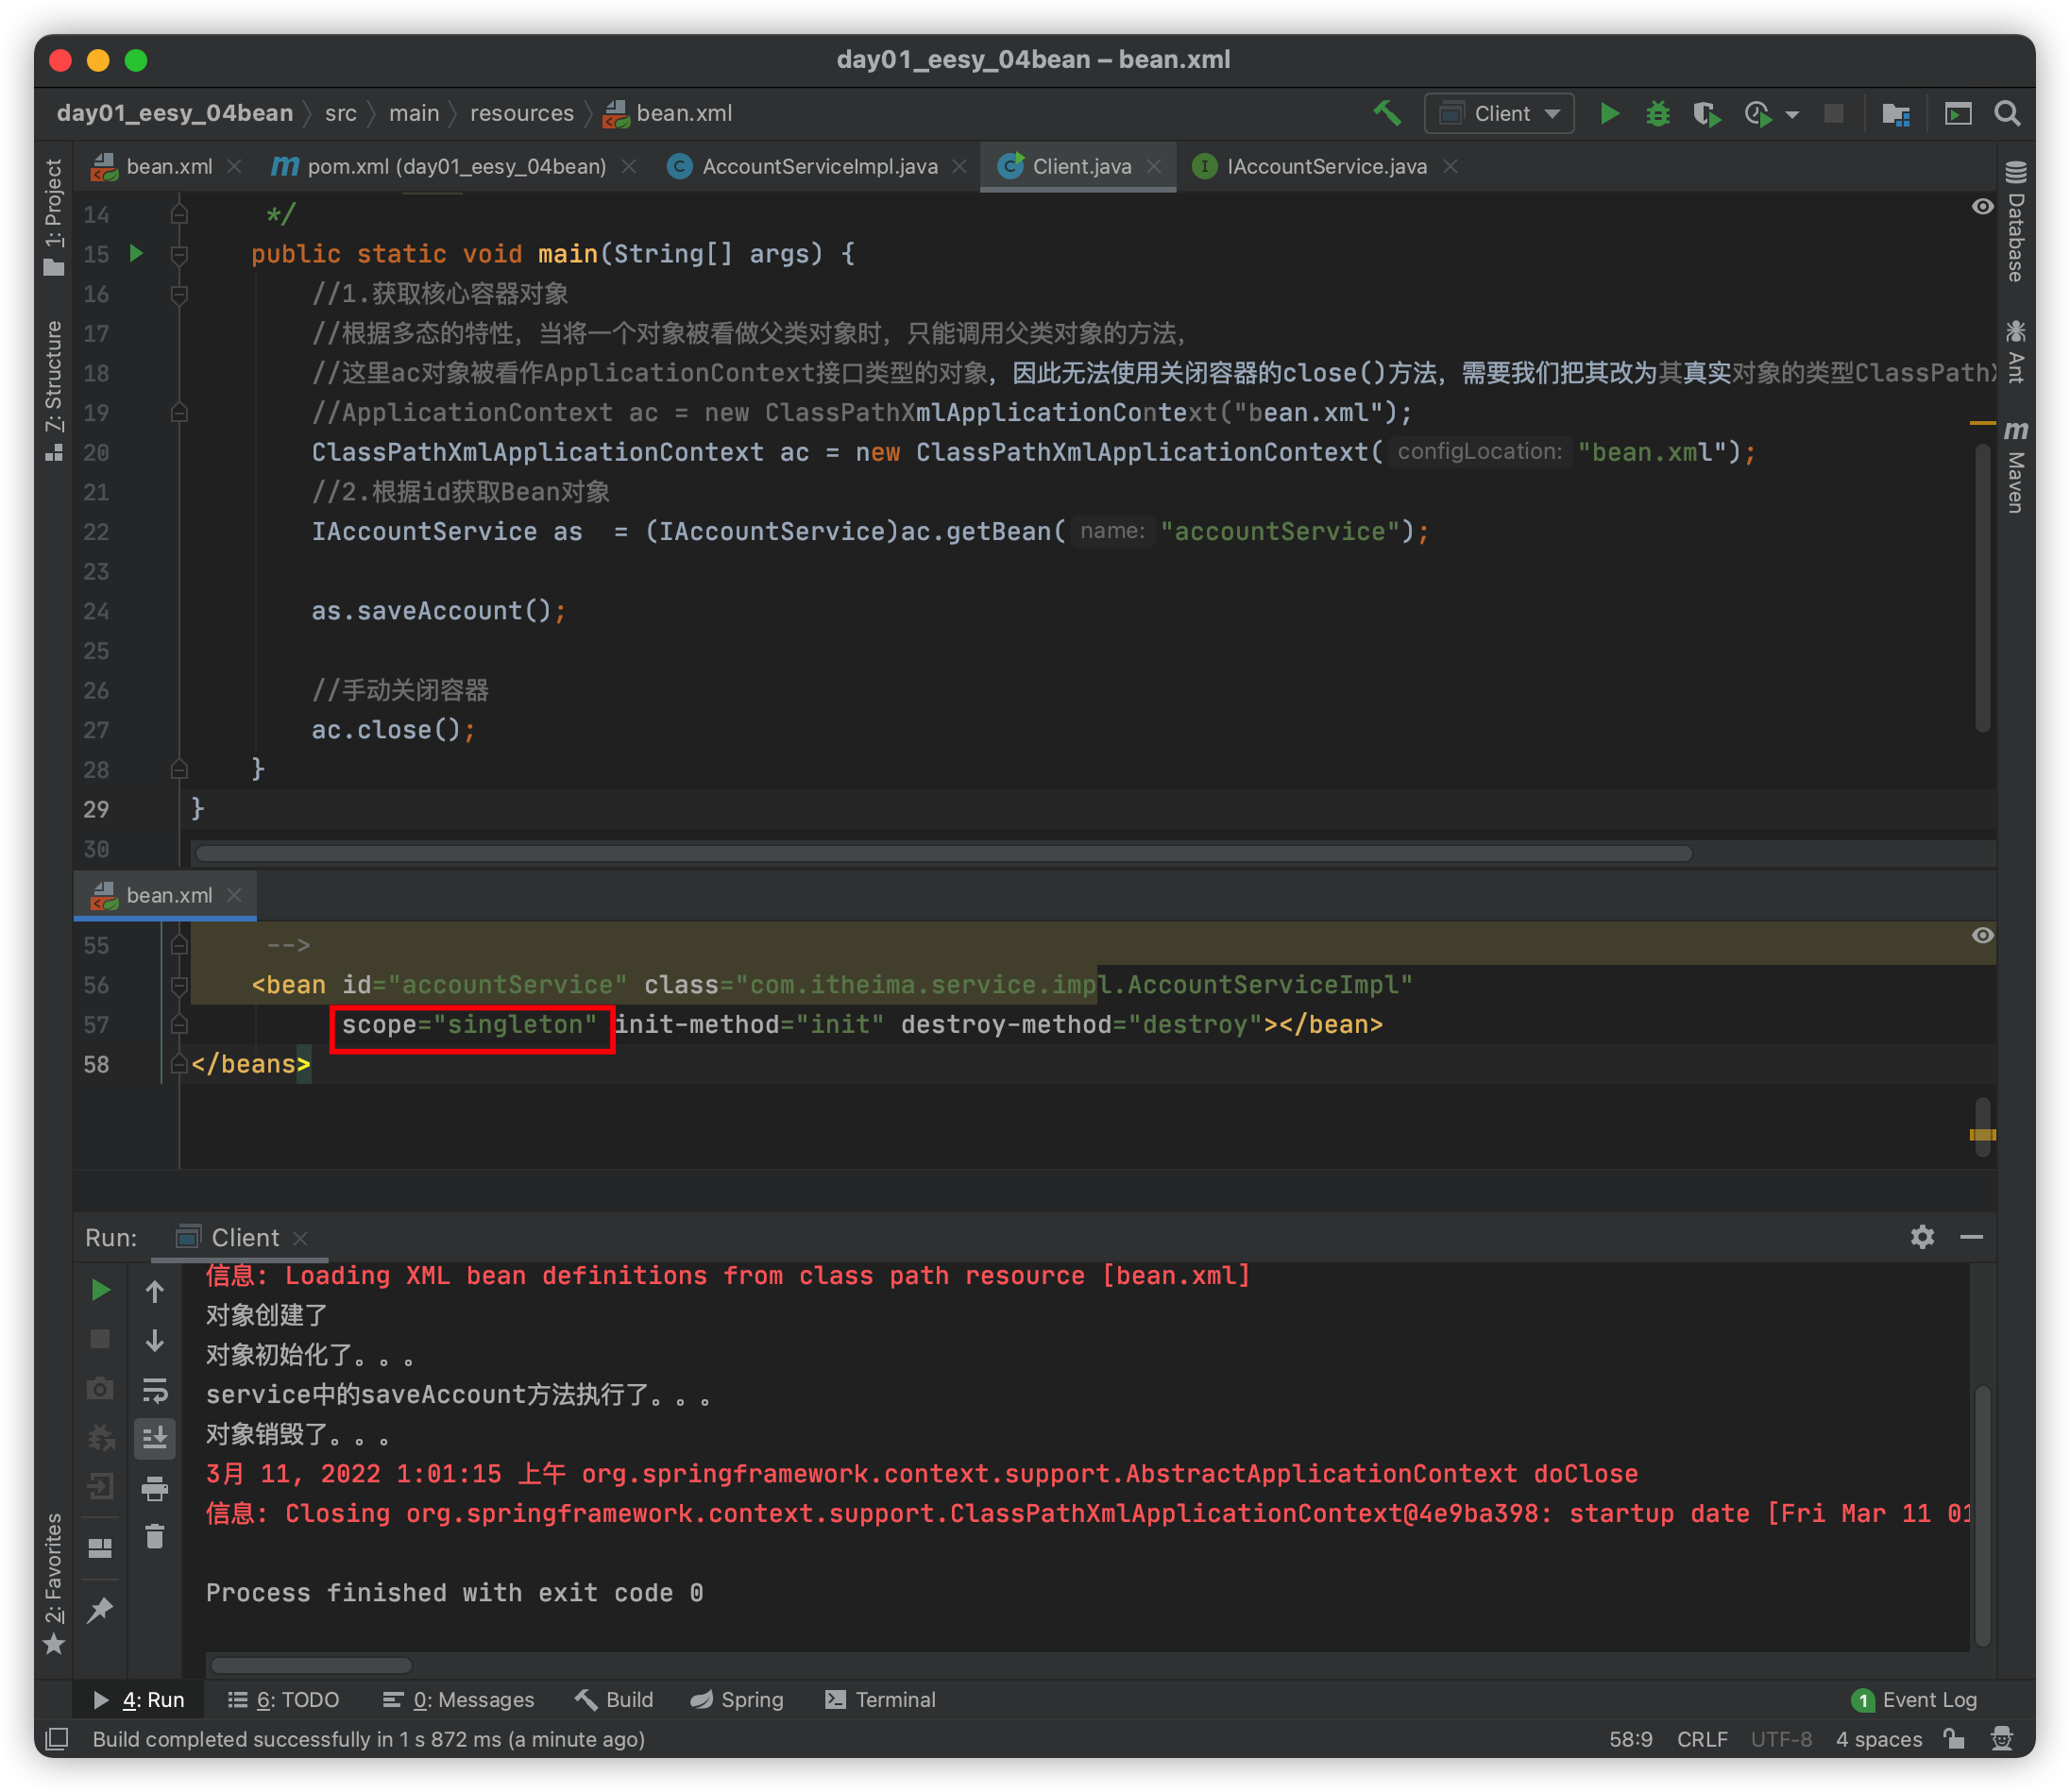 day01_eesy_04bean – bean.xml
day01_eesy_04bean src main resources bean.xml Client
bean.xml pom.xml (day01_eesy_04bean) AccountServiceImpl.java Client.java IAccountService.java
1: Project
7: Structure
2: Favorites
Database
Ant
Maven
14 */
15 public static void main(String[] args) {
16 //1.获取核心容器对象
17 //根据多态的特性，当将一个对象被看做父类对象时，只能调用父类对象的方法，
18 //这里ac对象被看作ApplicationContext接口类型的对象，因此无法使用关闭容器的close()方法，需要我们把其改为其真实对象的类型ClassPathX
19 //ApplicationContext ac = new ClassPathXmlApplicationContext("bean.xml");
20 ClassPathXmlApplicationContext ac = new ClassPathXmlApplicationContext( configLocation: "bean.xml");
21 //2.根据id获取Bean对象
22 IAccountService as  = (IAccountService)ac.getBean( name: "accountService");
23
24 as.saveAccount();
25
26 //手动关闭容器
27 ac.close();
28 }
29 }
30
bean.xml
55 -->
56 <bean id="accountService" class="com.itheima.service.impl.AccountServiceImpl"
57 scope="singleton" init-method="init" destroy-method="destroy"></bean>
58 </beans>
Run: Client
信息: Loading XML bean definitions from class path resource [bean.xml]
对象创建了
对象初始化了。。。
service中的saveAccount方法执行了。。。
对象销毁了。。。
3月 11, 2022 1:01:15 上午 org.springframework.context.support.AbstractApplicationContext doClose
信息: Closing org.springframework.context.support.ClassPathXmlApplicationContext@4e9ba398: startup date [Fri Mar 11 01
Process finished with exit code 0
4: Run 6: TODO 0: Messages Build Spring Terminal 1 Event Log
Build completed successfully in 1 s 872 ms (a minute ago) 58:9 CRLF UTF-8 4 spaces